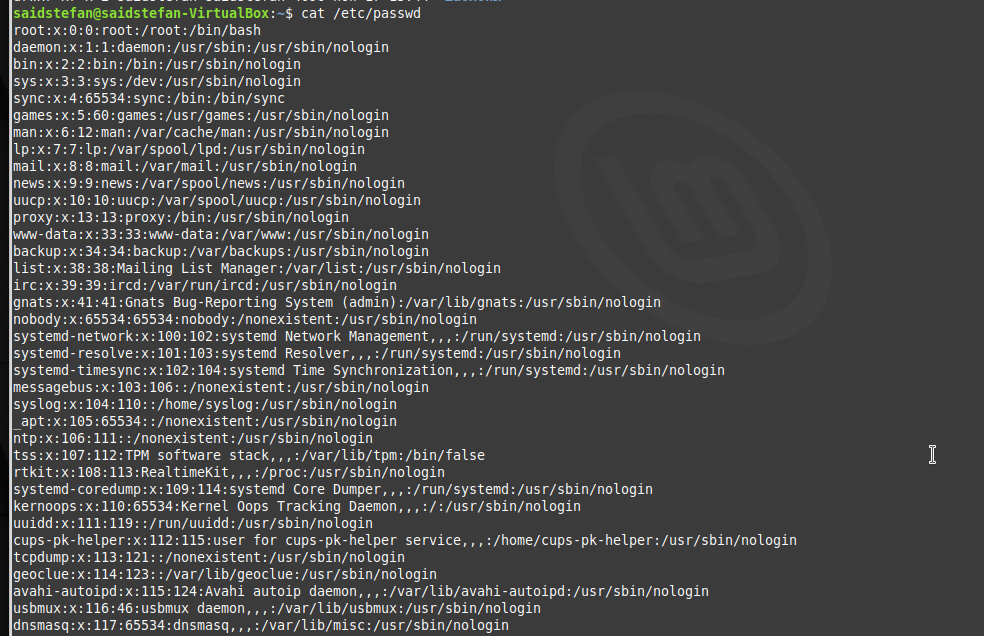 saidstefan@saidstefan-VirtualBox:~$ cat /etc/passwd
root:x:0:0:root:/root:/bin/bash
daemon:x:1:1:daemon:/usr/sbin:/usr/sbin/nologin
bin:x:2:2:bin:/bin:/usr/sbin/nologin
sys:x:3:3:sys:/dev:/usr/sbin/nologin
sync:x:4:65534:sync:/bin:/bin/sync
games:x:5:60:games:/usr/games:/usr/sbin/nologin
man:x:6:12:man:/var/cache/man:/usr/sbin/nologin
lp:x:7:7:lp:/var/spool/lpd:/usr/sbin/nologin
mail:x:8:8:mail:/var/mail:/usr/sbin/nologin
news:x:9:9:news:/var/spool/news:/usr/sbin/nologin
uucp:x:10:10:uucp:/var/spool/uucp:/usr/sbin/nologin
proxy:x:13:13:proxy:/bin:/usr/sbin/nologin
www-data:x:33:33:www-data:/var/www:/usr/sbin/nologin
backup:x:34:34:backup:/var/backups:/usr/sbin/nologin
list:x:38:38:Mailing List Manager:/var/list:/usr/sbin/nologin
irc:x:39:39:ircd:/var/run/ircd:/usr/sbin/nologin
gnats:x:41:41:Gnats Bug-Reporting System (admin):/var/lib/gnats:/usr/sbin/nologin
nobody:x:65534:65534:nobody:/nonexistent:/usr/sbin/nologin
systemd-network:x:100:102:systemd Network Management,,,:/run/systemd:/usr/sbin/nologin
systemd-resolve:x:101:103:systemd Resolver,,,:/run/systemd:/usr/sbin/nologin
systemd-timesync:x:102:104:systemd Time Synchronization,,,:/run/systemd:/usr/sbin/nologin
messagebus:x:103:106::/nonexistent:/usr/sbin/nologin
syslog:x:104:110::/home/syslog:/usr/sbin/nologin
_apt:x:105:65534::/nonexistent:/usr/sbin/nologin
ntp:x:106:111::/nonexistent:/usr/sbin/nologin
tss:x:107:112:TPM software stack,,,:/var/lib/tpm:/bin/false
rtkit:x:108:113:RealtimeKit,,,:/proc:/usr/sbin/nologin
systemd-coredump:x:109:114:systemd Core Dumper,,,:/run/systemd:/usr/sbin/nologin
kernoops:x:110:65534:Kernel Oops Tracking Daemon,,,:/:/usr/sbin/nologin
uuidd:x:111:119::/run/uuidd:/usr/sbin/nologin
cups-pk-helper:x:112:115:user for cups-pk-helper service,,,:/home/cups-pk-helper:/usr/sbin/nologin
tcpdump:x:113:121::/nonexistent:/usr/sbin/nologin
geoclue:x:114:123::/var/lib/geoclue:/usr/sbin/nologin
avahi-autoipd:x:115:124:Avahi autoip daemon,,,:/var/lib/avahi-autoipd:/usr/sbin/nologin
usbmux:x:116:46:usbmux daemon,,,:/var/lib/usbmux:/usr/sbin/nologin
dnsmasq:x:117:65534:dnsmasq,,,:/var/lib/misc:/usr/sbin/nologin